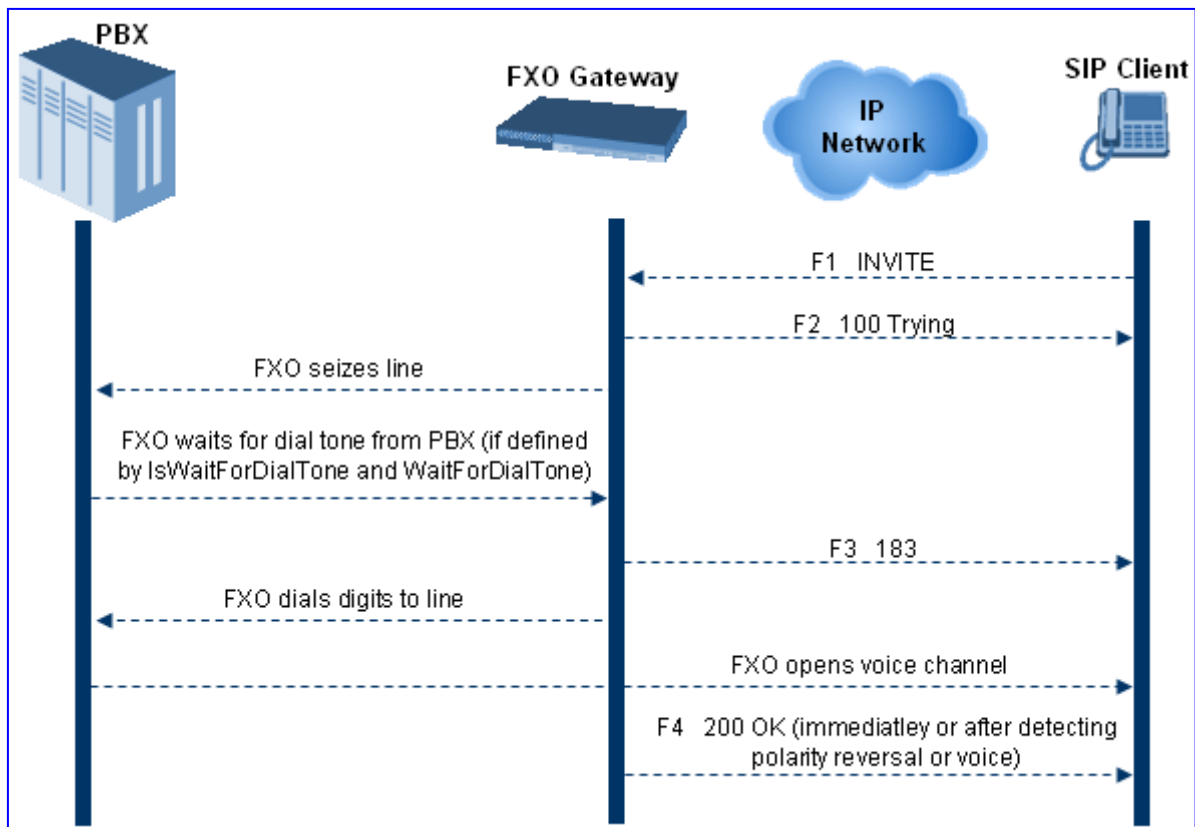 PBX
FXO Gateway
SIP Client
IP
Network
F1 INVITE
F2 100 Trying
FXO seizes line
FXO waits for dial tone from PBX (if defined
by IsWaitForDialTone and WaitForDialTone)
F3 183
FXO dials digits to line
FXO opens voice channel
F4 200 OK (immediatley or after detecting
polarity reversal or voice)